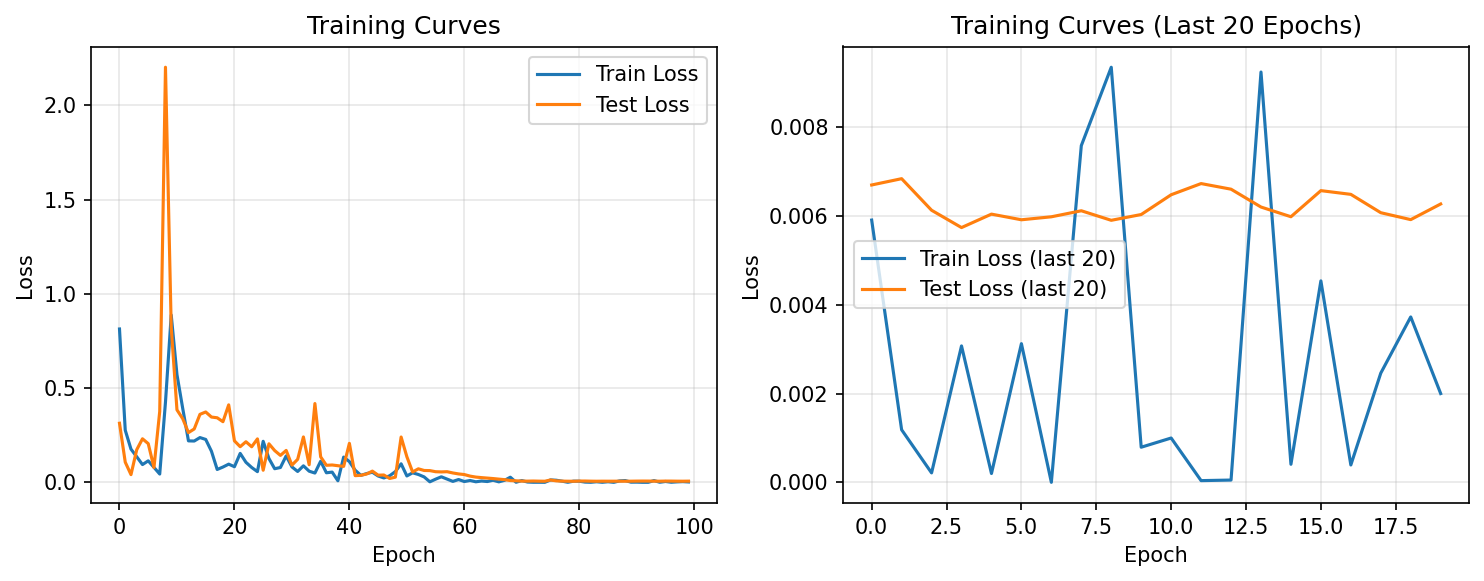 Training Curves
Train Loss
Test Loss
2.0
1.5
1.0
0.5
0.0
Loss
0
20
40
60
80
100
Epoch
Training Curves (Last 20 Epochs)
Train Loss (last 20)
Test Loss (last 20)
0.008
0.006
0.004
0.002
0.000
Loss
0.0
2.5
5.0
7.5
10.0
12.5
15.0
17.5
Epoch